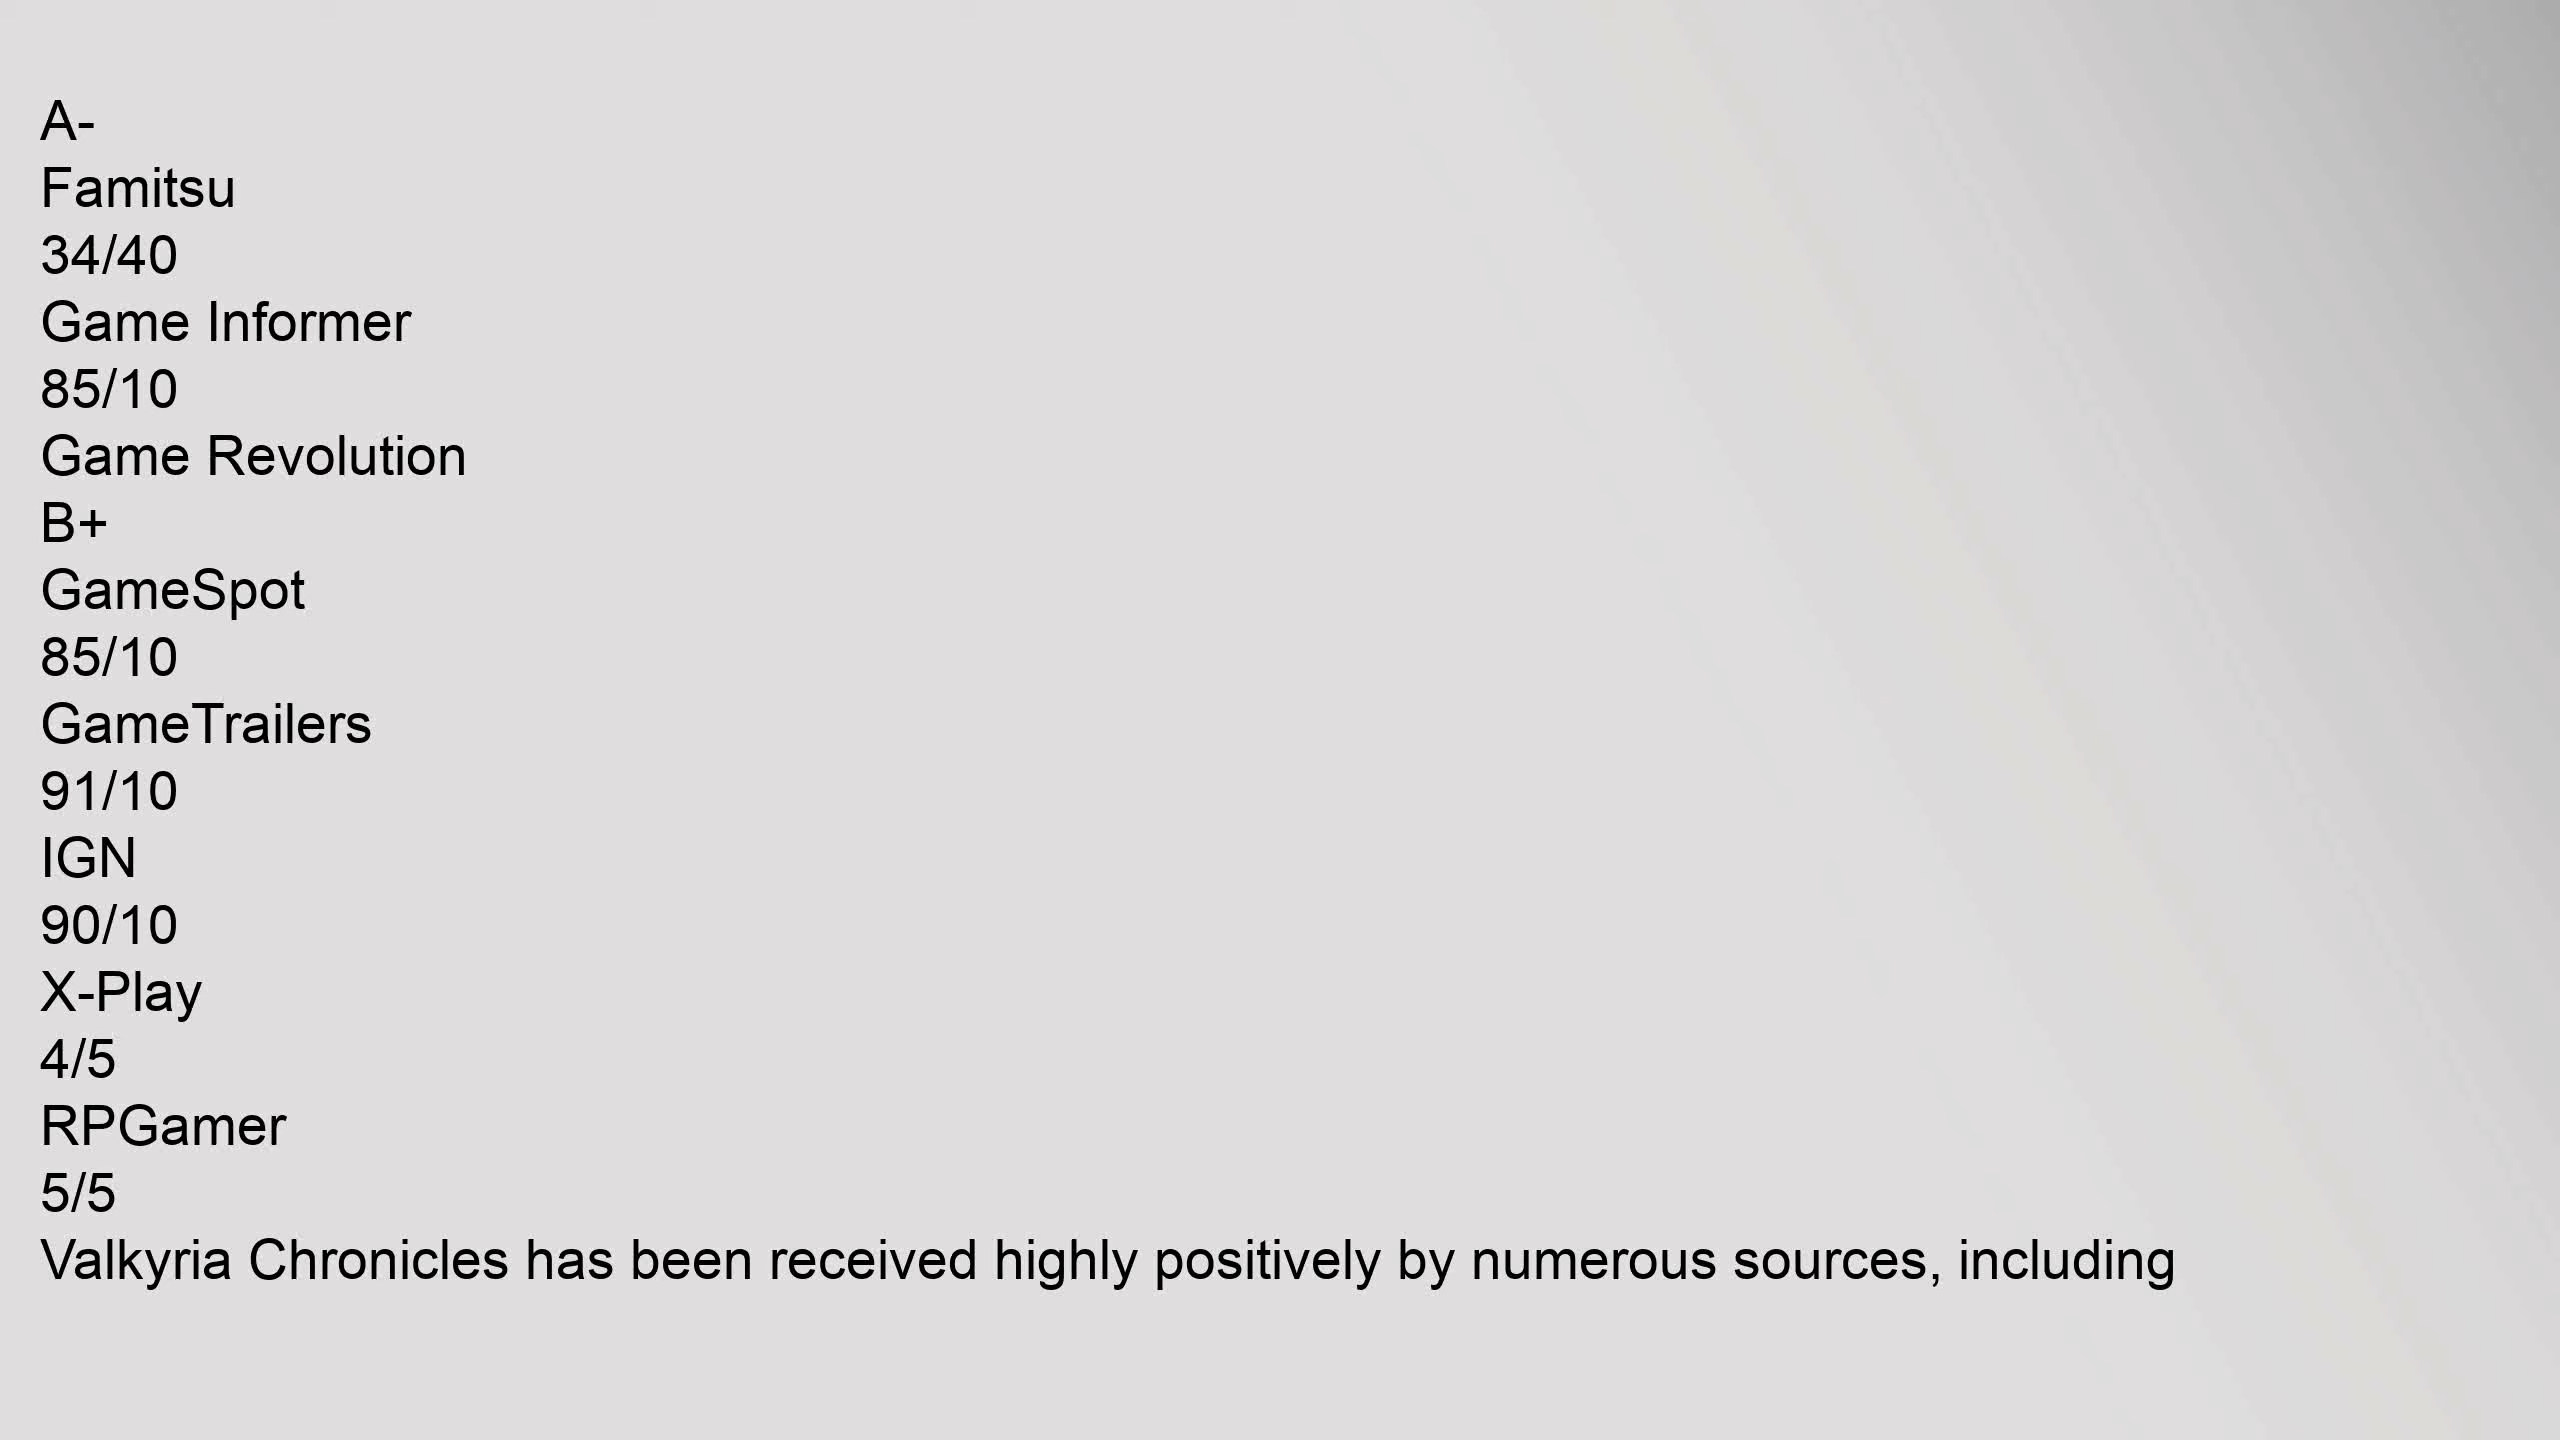 A-
Famitsu
34/40
Game Informer
85/10
Game Revolution
B+
GameSpot
85/10
GameTrailers
91/10
IGN
90/10
X-Play
4/5
RPGamer
5/5
Valkyria Chronicles has been received highly positively by numerous sources, including